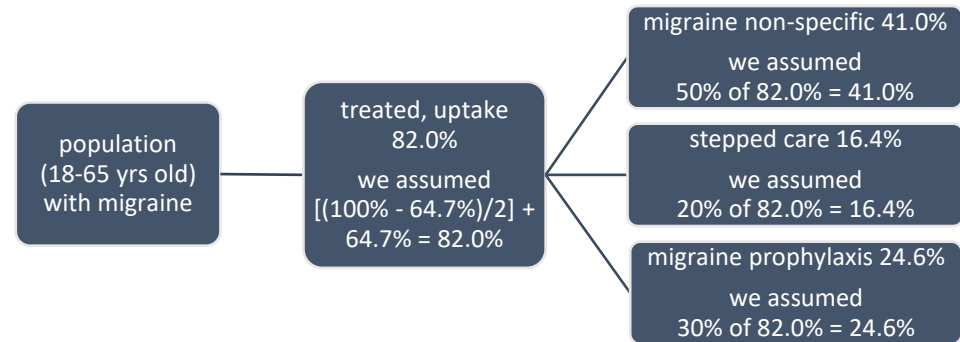 population
(18-65 yrs old)
with migraine
treated, uptake
82.0%
we assumed
[(100% - 64.7%)/2] +
64.7% = 82.0%
migraine non-specific 41.0%
we assumed
50% of 82.0% = 41.0%
stepped care 16.4%
we assumed
20% of 82.0% = 16.4%
migraine prophylaxis 24.6%
we assumed
30% of 82.0% = 24.6%